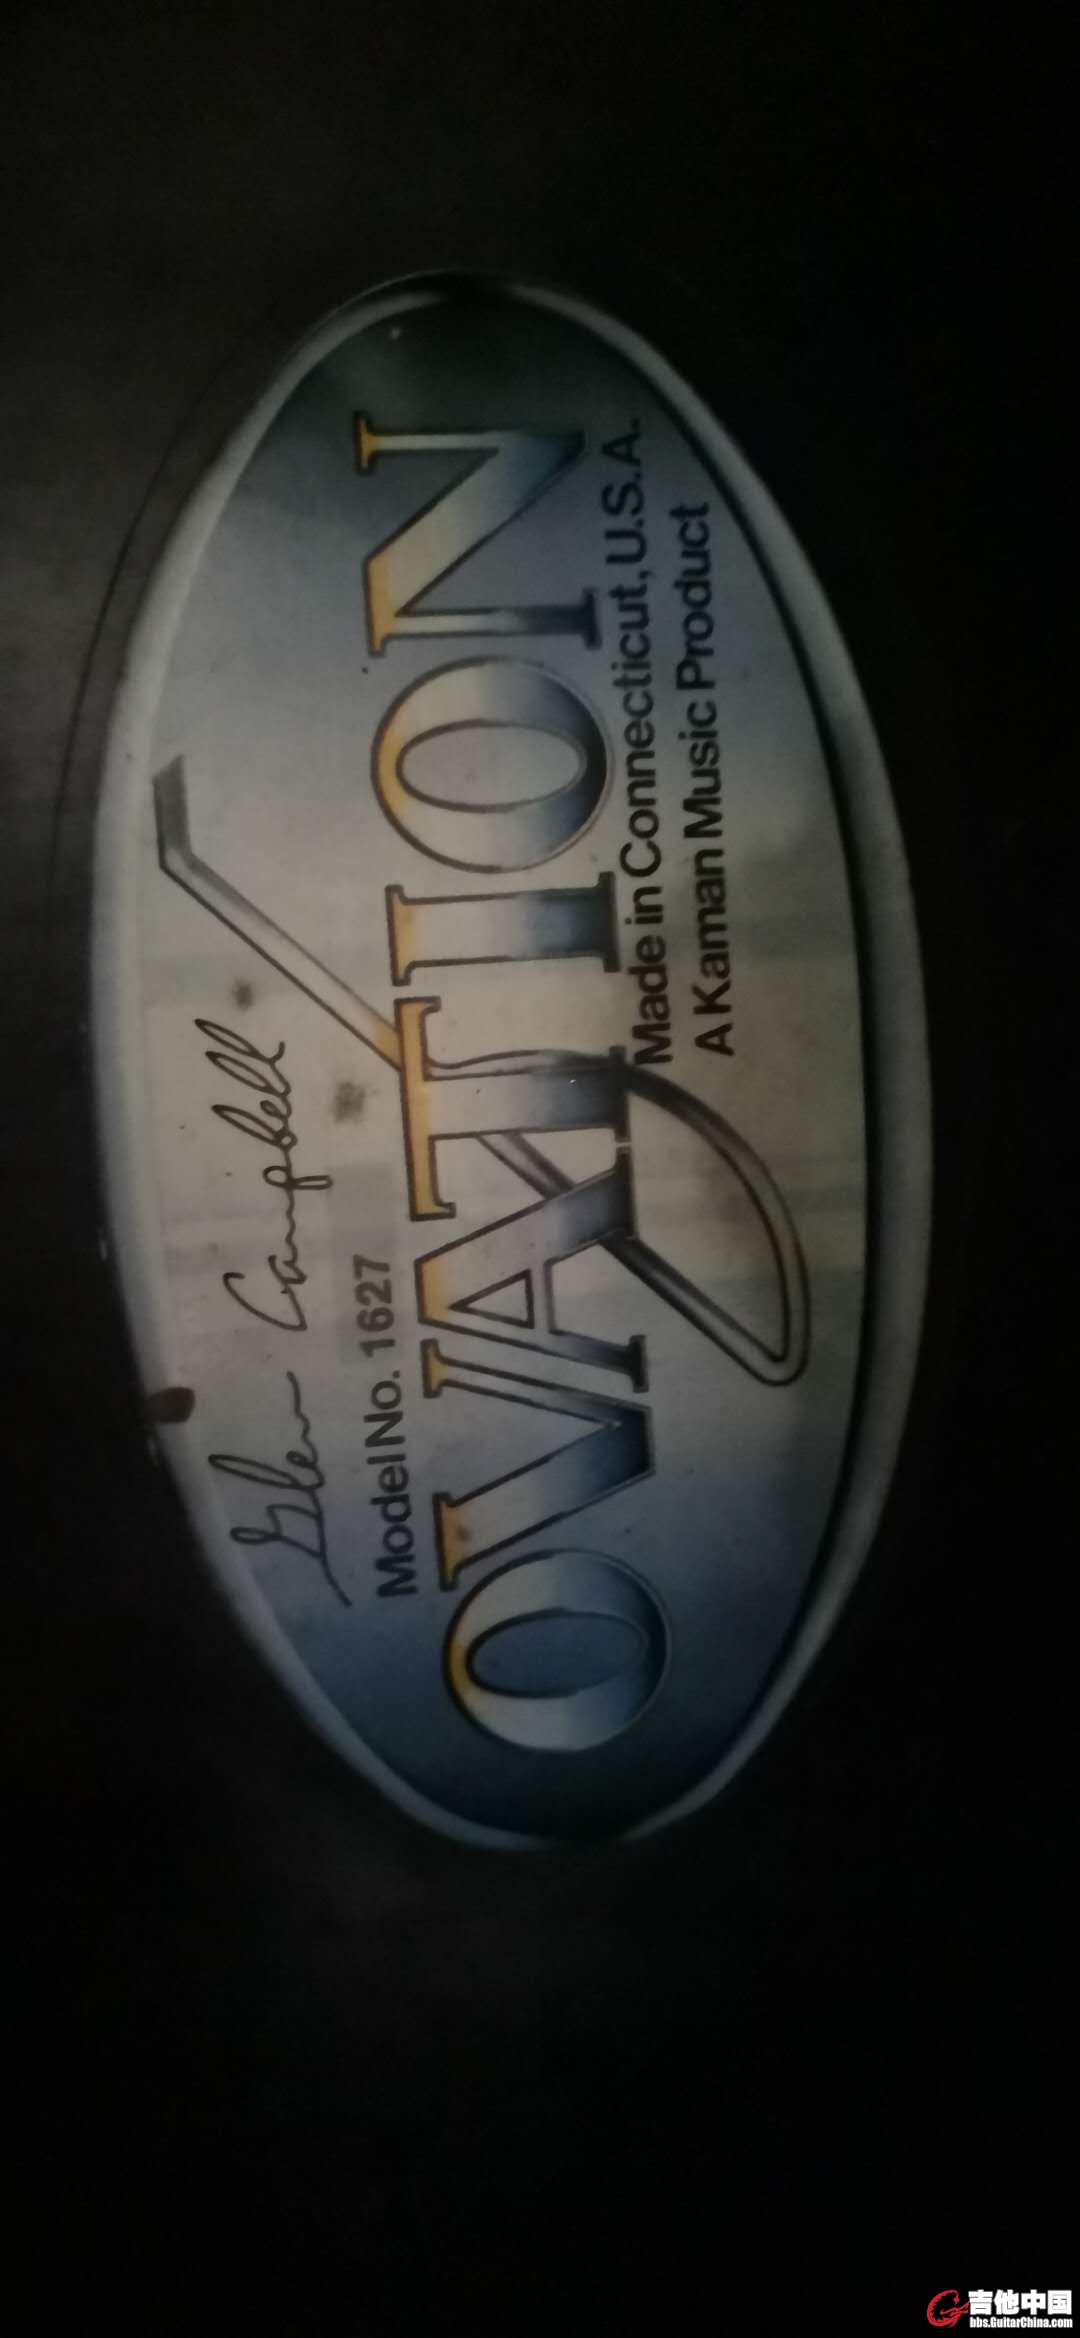 Glen Campbell
Model No. 1627
OVATION
Made in Connecticut, U.S.A.
A Kaman Music Product
吉他中国
bbs.GuitarChina.com